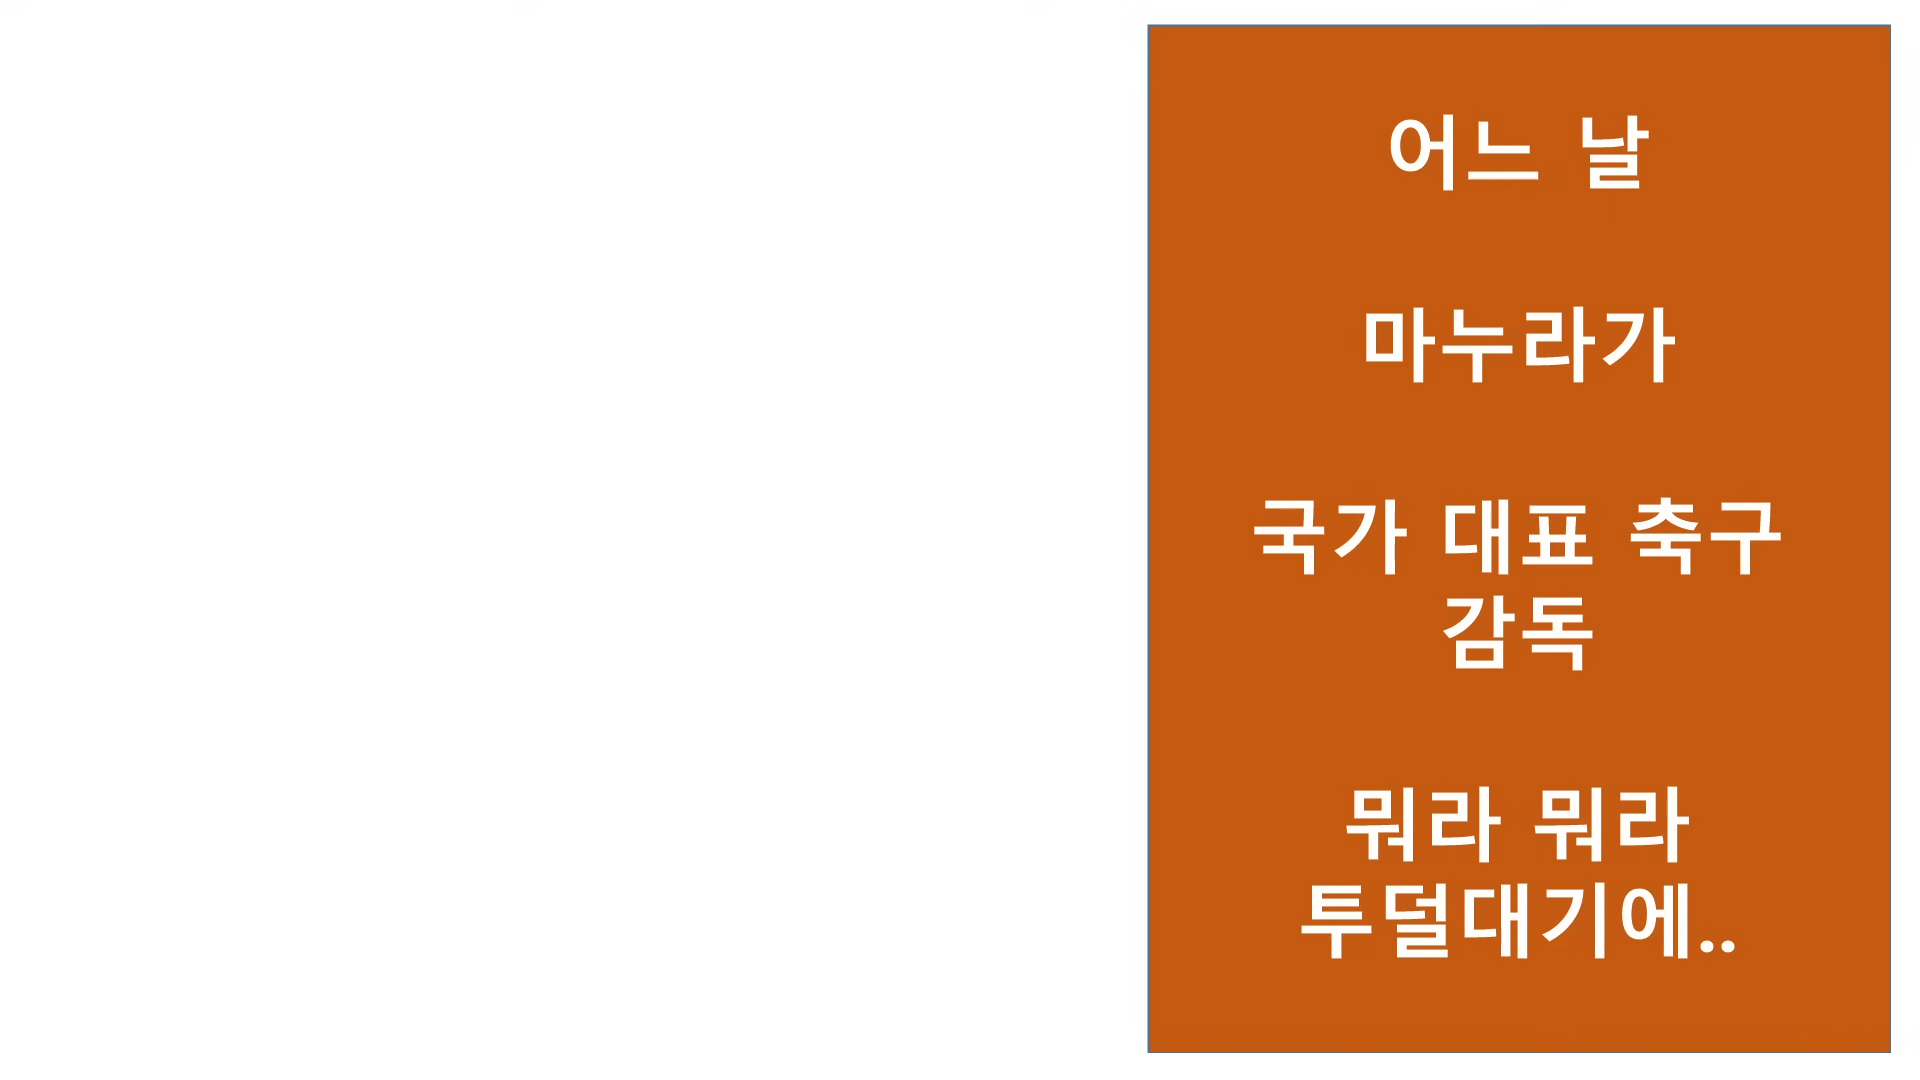 어느 날
마누라가
국가 대표 축구
감독
뭐라 뭐라
투덜대기에..